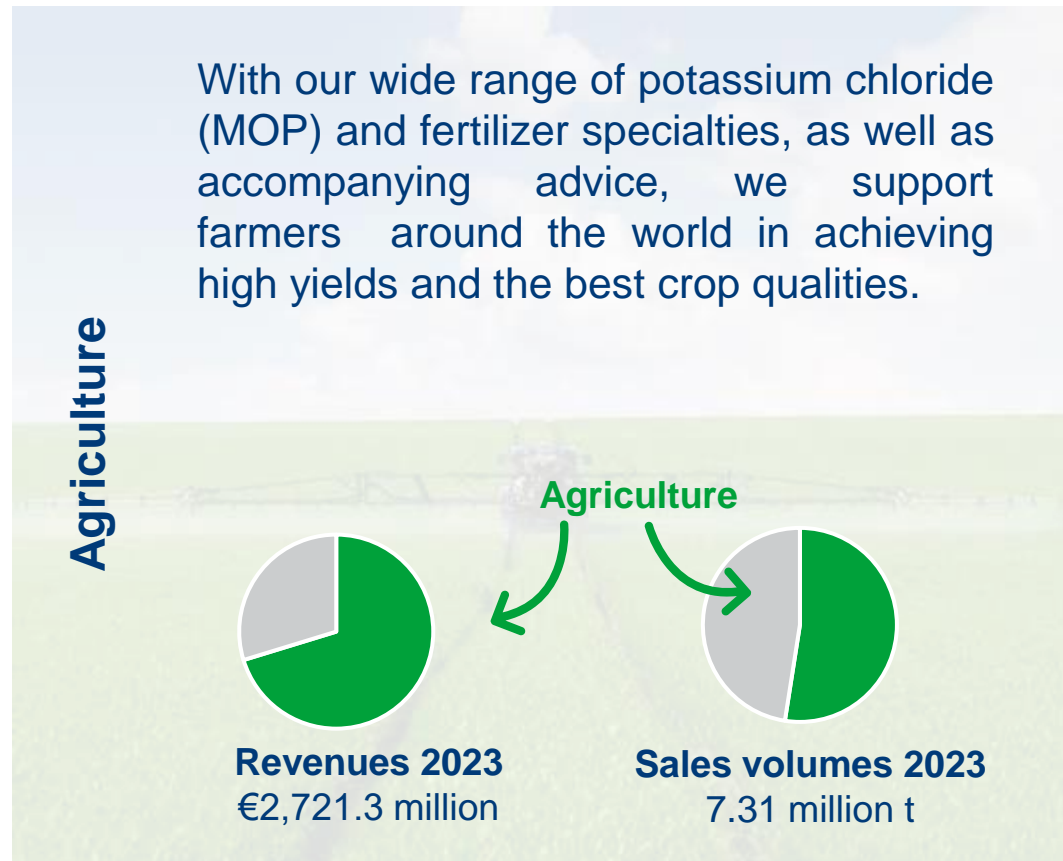 With our wide range of potassium chloride
(MOP) and fertilizer specialties, as well as
accompanying advice, we support
farmers around the world in achieving
high yields and the best crop qualities.
Agriculture
Agriculture
Revenues 2023
€2,721.3 million
Sales volumes 2023
7.31 million t